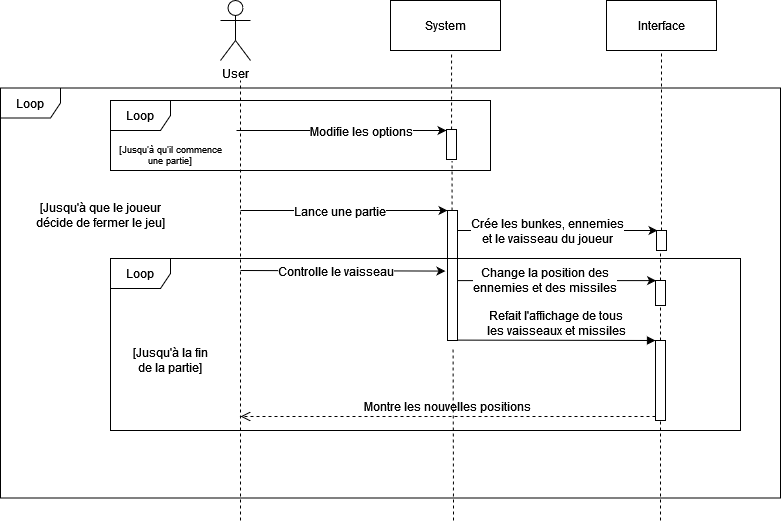 System
Interface
User
Loop
Loop
Modifie les options
[Jusqu'à qu'il commence
une partie]
[Jusqu'à que le joueur
décide de fermer le jeu]
Lance une partie
Crée les bunkes, ennemies
et le vaisseau du joueur
Loop
Controlle le vaisseau
Change la position des
ennemies et des missiles
Refait l'affichage de tous
les vaisseaux et missiles
[Jusqu'à la fin
de la partie]
Montre les nouvelles positions